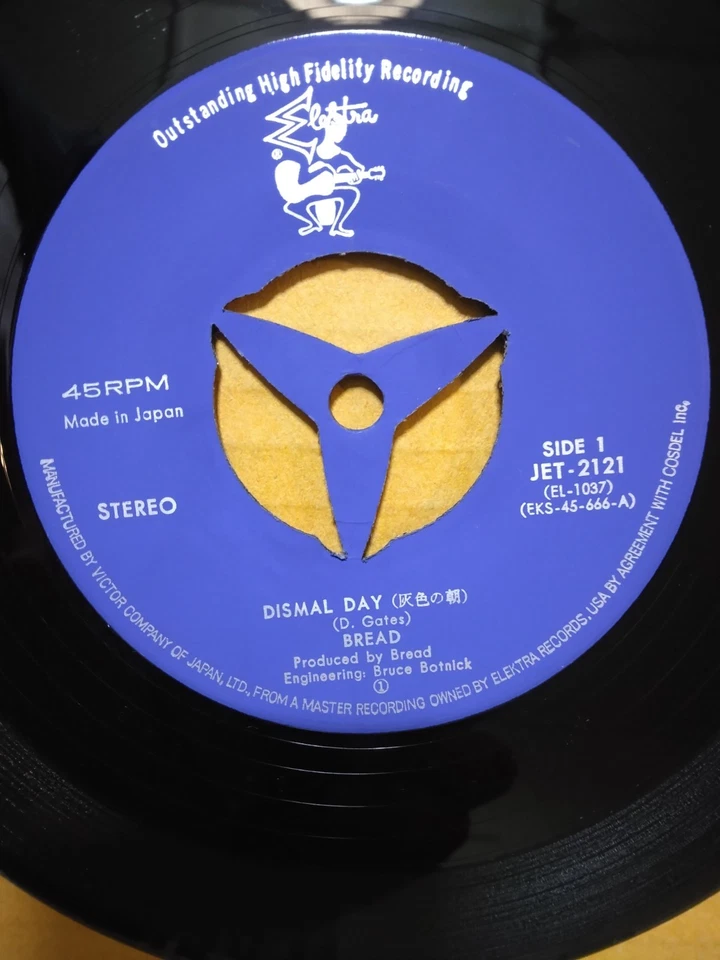 Outstanding High Fidelity Recording
Elektra
®
45RPM
Made in Japan
STEREO
SIDE 1
JET-2121
(EL-1037)
(EKS-45-666-A)
DISMAL DAY (灰色の朝)
(D. Gates)
BREAD
Produced by Bread
Engineering: Bruce Botnick
①
MANUFACTURED BY VICTOR COMPANY OF JAPAN, LTD., FROM A MASTER RECORDING OWNED BY ELEKTRA RECORDS, USA BY AGREEMENT WITH COSDEL Inc.